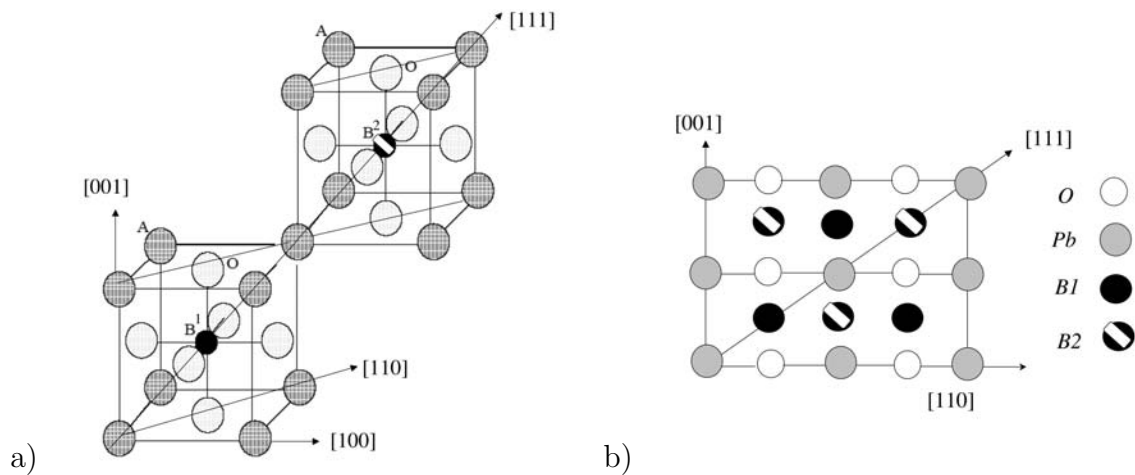 [111]
A
O
B2
[001]
A
O
B1
[110]
[100]
a)
[001]
[111]
[110]
O
Pb
B1
B2
b)